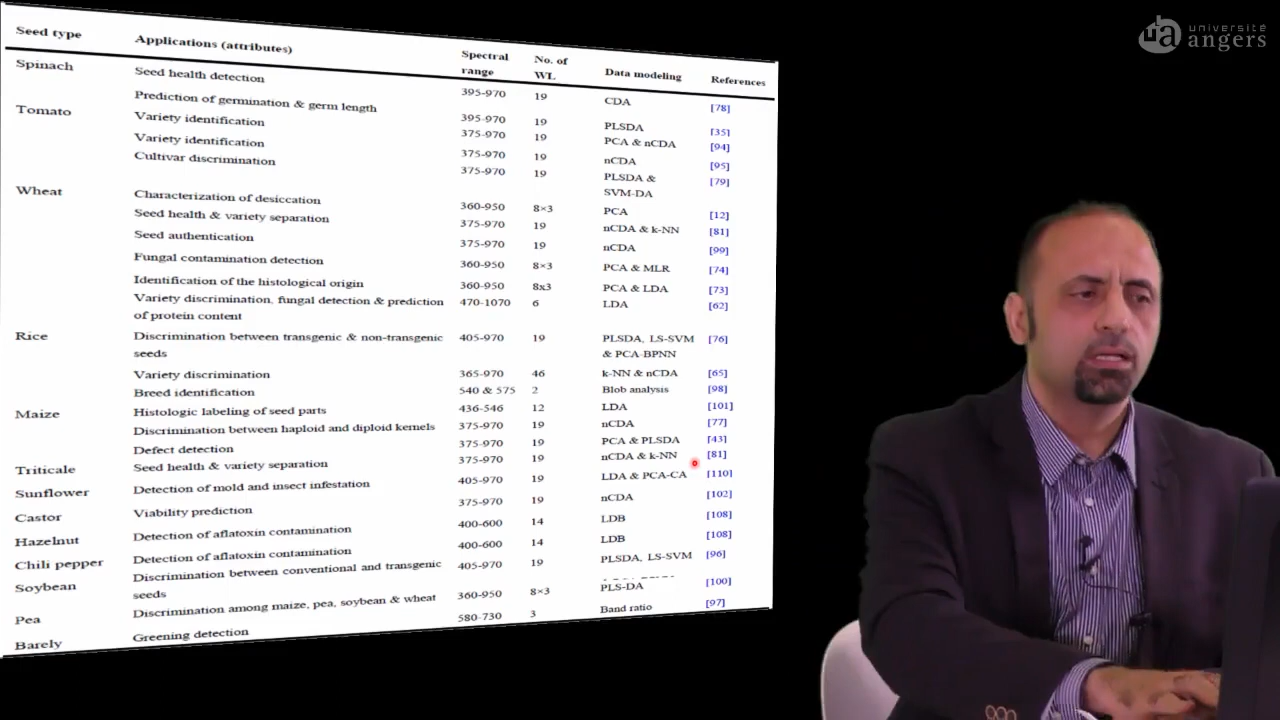 université
angers
Seed type Applications (attributes) Spectral range No. of WL Data modeling References
Spinach Seed health detection 395-970 19 CDA [78]
Prediction of germination & germ length 395-970 19 PLSDA [35]
Tomato Variety identification 375-970 19 PCA & nCDA [94]
Variety identification 375-970 19 nCDA [95]
Cultivar discrimination 375-970 19 PLSDA & SVM-DA [79]
Wheat Characterization of desiccation 360-950 8×3 PCA [12]
Seed health & variety separation 375-970 19 nCDA & k-NN [81]
Seed authentication 375-970 19 nCDA [99]
Fungal contamination detection 360-950 8×3 PCA & MLR [74]
Identification of the histological origin 360-950 8x3 PCA & LDA [73]
Variety discrimination, fungal detection & prediction 470-1070 6 LDA [62]
of protein content
Rice Discrimination between transgenic & non-transgenic 405-970 19 PLSDA, LS-SVM [76]
seeds & PCA-BPNN
Variety discrimination 365-970 46 k-NN & nCDA [65]
Breed identification 540 & 575 2 Blob analysis [98]
Maize Histologic labeling of seed parts 436-546 12 LDA [101]
Discrimination between haploid and diploid kernels 375-970 19 nCDA [77]
Defect detection 375-970 19 PCA & PLSDA [43]
Triticale Seed health & variety separation 375-970 19 nCDA & k-NN [81]
Sunflower Detection of mold and insect infestation 405-970 19 LDA & PCA-CA [110]
Castor Viability prediction 375-970 19 nCDA [102]
Hazelnut Detection of aflatoxin contamination 400-600 14 LDB [108]
Chili pepper Detection of aflatoxin contamination 400-600 14 LDB [108]
Soybean Discrimination between conventional and transgenic 405-970 19 PLSDA, LS-SVM [96]
seeds
Pea Discrimination among maize, pea, soybean & wheat 360-950 8×3 PLS-DA [100]
Barely Greening detection 580-730 3 Band ratio [97]